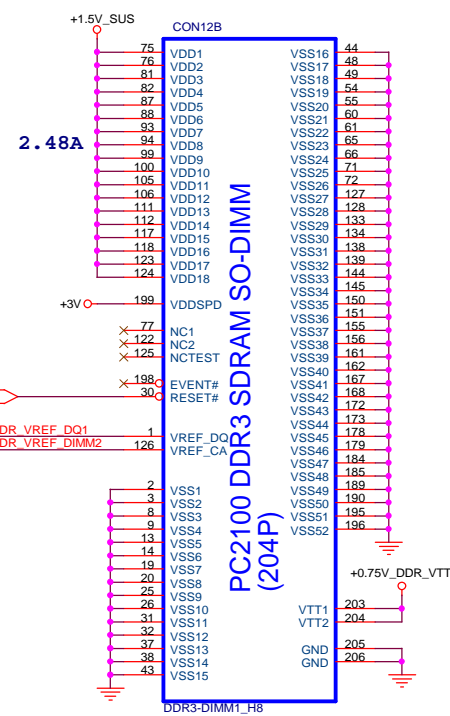 +1.5V_SUS
CON12B
75 VDD1
76 VDD2
81 VDD3
82 VDD4
87 VDD5
88 VDD6
93 VDD7
94 VDD8
99 VDD9
100 VDD10
105 VDD11
106 VDD12
111 VDD13
112 VDD14
117 VDD15
118 VDD16
123 VDD17
124 VDD18
2.48A
+3V 199 VDDSPD
77 NC1
122 NC2
125 NCTEST
198 EVENT#
30 RESET#
DR_VREF_DQ1 1 VREF_DQ
DR_VREF_DIMM2 126 VREF_CA
2 VSS1
3 VSS2
8 VSS3
9 VSS4
13 VSS5
14 VSS6
19 VSS7
20 VSS8
25 VSS9
26 VSS10
31 VSS11
32 VSS12
37 VSS13
38 VSS14
43 VSS15
PC2100 DDR3 SDRAM SO-DIMM
(204P)
VSS16 44
VSS17 48
VSS18 49
VSS19 54
VSS20 55
VSS21 60
VSS22 61
VSS23 65
VSS24 66
VSS25 71
VSS26 72
VSS27 127
VSS28 128
VSS29 133
VSS30 134
VSS31 138
VSS32 139
VSS33 144
VSS34 145
VSS35 150
VSS36 151
VSS37 155
VSS38 156
VSS39 161
VSS40 162
VSS41 167
VSS42 168
VSS43 172
VSS44 173
VSS45 178
VSS46 179
VSS47 184
VSS48 185
VSS49 189
VSS50 190
VSS51 195
VSS52 196
+0.75V_DDR_VTT
VTT1 203
VTT2 204
GND 205
GND 206
DDR3-DIMM1_H8